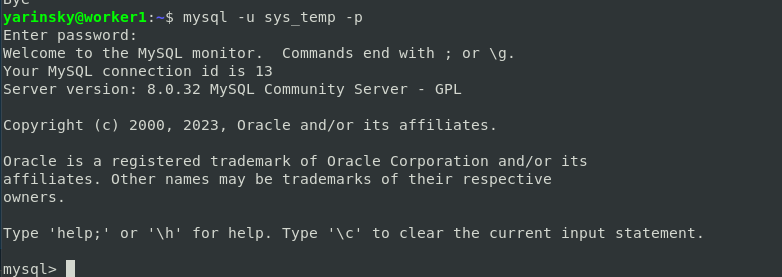 Bye
yarinsky@worker1:~$ mysql -u sys_temp -p
Enter password:
Welcome to the MySQL monitor.  Commands end with ; or \g.
Your MySQL connection id is 13
Server version: 8.0.32 MySQL Community Server - GPL
Copyright (c) 2000, 2023, Oracle and/or its affiliates.
Oracle is a registered trademark of Oracle Corporation and/or its
affiliates. Other names may be trademarks of their respective
owners.
Type 'help;' or '\h' for help. Type '\c' to clear the current input statement.
mysql>